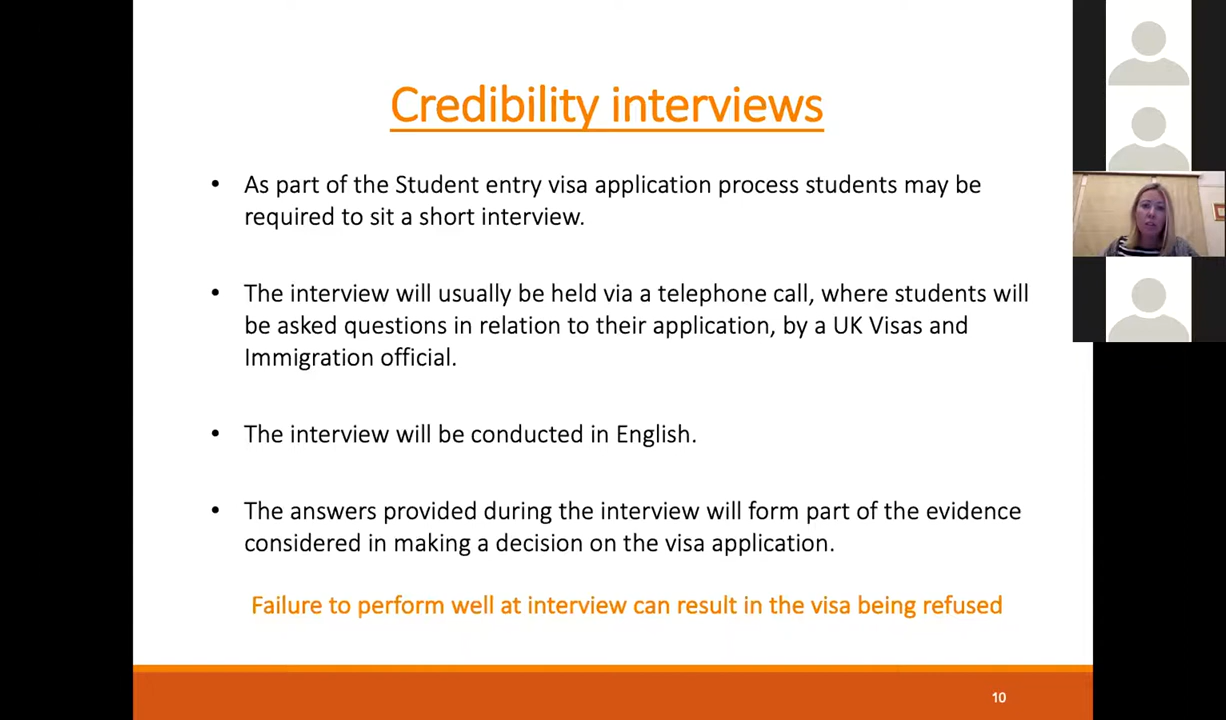 Credibility interviews
• As part of the Student entry visa application process students may be
required to sit a short interview.
• The interview will usually be held via a telephone call, where students will
be asked questions in relation to their application, by a UK Visas and
Immigration official.
• The interview will be conducted in English.
• The answers provided during the interview will form part of the evidence
considered in making a decision on the visa application.
Failure to perform well at interview can result in the visa being refused
10